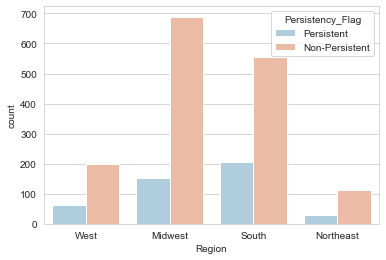 Persistency_Flag
Persistent
Non-Persistent
700
600
500
400
300
200
100
0
count
West Midwest South Northeast
Region